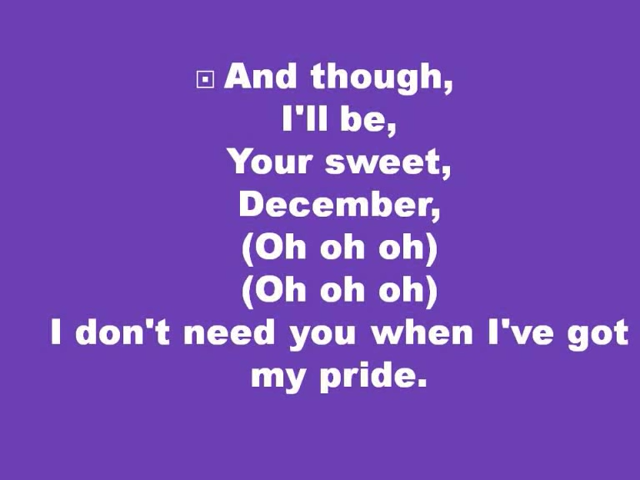 And though,
I'll be,
Your sweet,
December,
(Oh oh oh)
(Oh oh oh)
I don't need you when I've got
my pride.